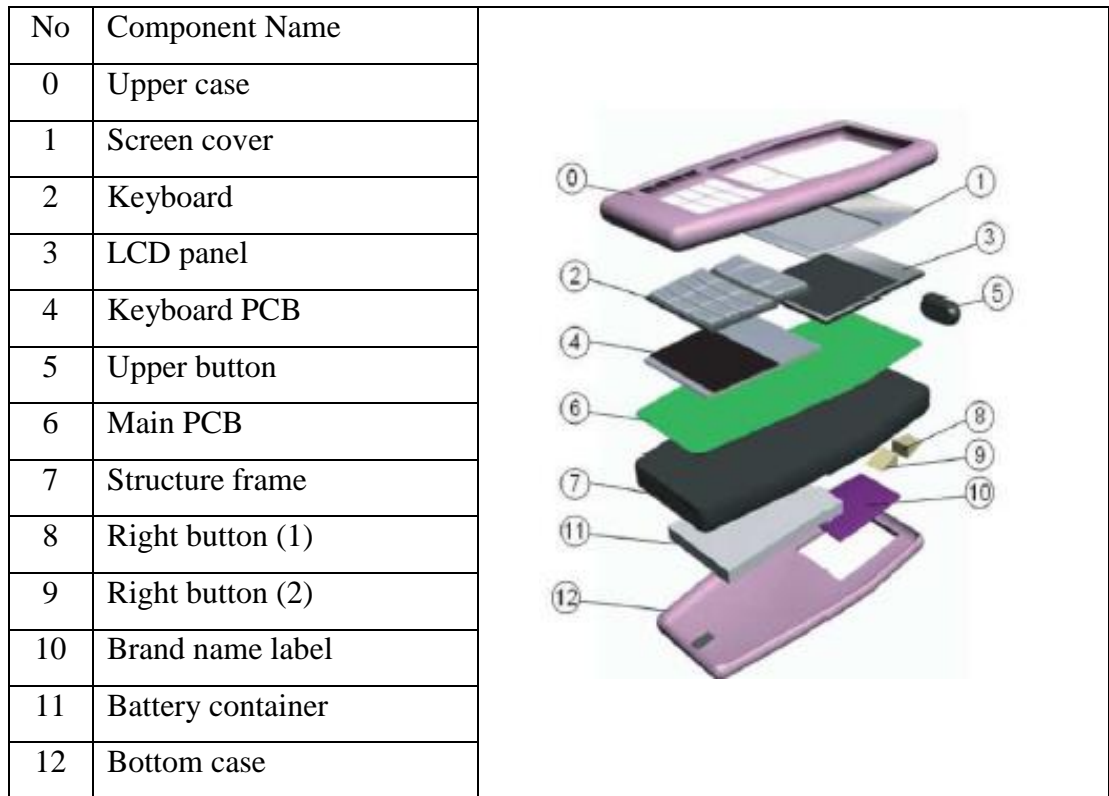 No Component Name
0 Upper case
1 Screen cover
2 Keyboard
3 LCD panel
4 Keyboard PCB
5 Upper button
6 Main PCB
7 Structure frame
8 Right button (1)
9 Right button (2)
10 Brand name label
11 Battery container
12 Bottom case
0
1
3
2
5
4
6
8
9
7
10
11
12